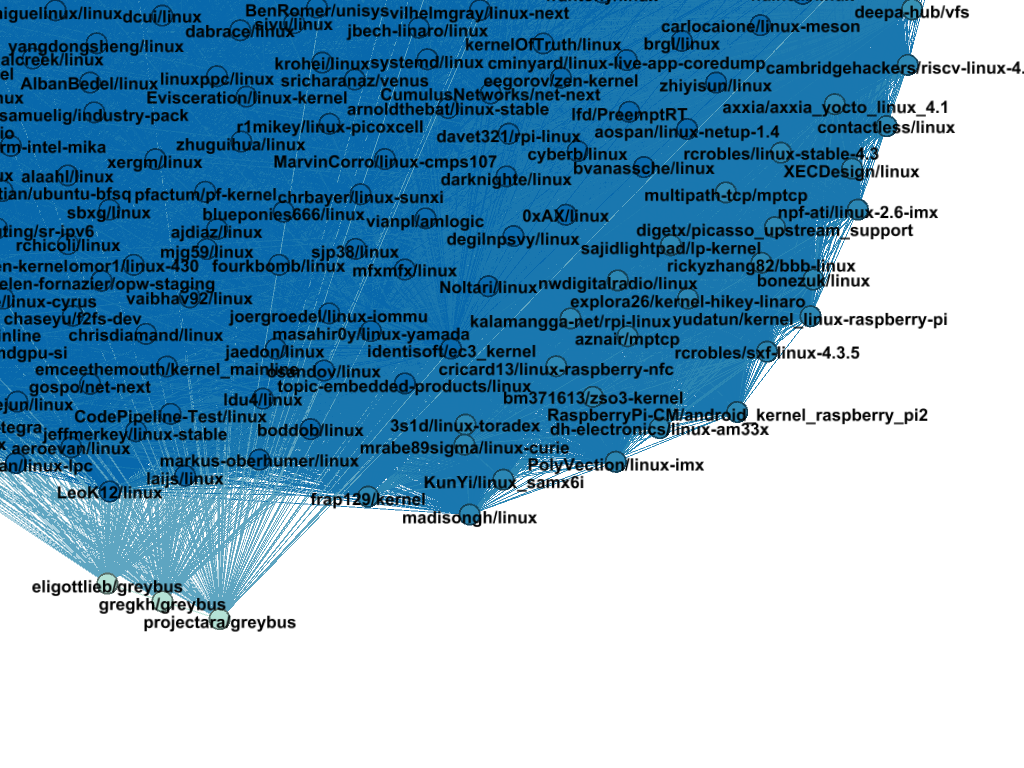 iguelinux/linux
dcui/linux
BenRomer/unisys
vilhelmgray/linux-next
deepa-hub/vfs
dabrace/linux
sivu/linux
jbech-linaro/linux
carlocaione/linux-meson
yangdongsheng/linux
kernelOfTruth/linux
brgl/linux
alcreek/linux
krohei/linux
systemd/linux
cminyard/linux-live-app-coredump
cambridgehackers/riscv-linux-4.
AlbanBedel/linux
linuxppc/linux
sricharanaz/venus
eegorov/zen-kernel
zhiyisun/linux
Evisceration/linux-kernel
CumulusNetworks/net-next
axxia/axxia_yocto_linux_4.1
samuelig/industry-pack
arnoldthebat/linux-stable
lfd/PreemptRT
contactless/linux
r1mikey/linux-picoxcell
davet321/rpi-linux
aospan/linux-netup-1.4
rm-intel-mika
zhuguihua/linux
cyberb/linux
rcrobles/linux-stable-4.3
xergm/linux
MarvinCorro/linux-cmps107
bvanassche/linux
XECDesign/linux
alaahl/linux
darknighte/linux
tian/ubuntu-bfsq
pfactum/pf-kernel
chrbayer/linux-sunxi
multipath-tcp/mptcp
sbxg/linux
blueponies666/linux
vianpl/amlogic
0xAX/linux
npf-ati/linux-2.6-imx
ting/sr-ipv6
ajdiaz/linux
degilnpsvy/linux
digetx/picasso_upstream_support
rchicoli/linux
mjg59/linux
sjp38/linux
sajidlightpad/lp-kernel
en-kernelomor1/linux-430
fourkbomb/linux
mfxmfx/linux
rickyzhang82/bbb-linux
elen-fornazier/opw-staging
Noltari/linux
nwdigitalradio/linux
bonezuk/linux
/linux-cyrus
vaibhav92/linux
explora26/kernel-hikey-linaro
chaseyu/f2fs-dev
joergroedel/linux-iommu
kalamangga-net/rpi-linux
yudatun/kernel_linux-raspberry-pi
inline
chrisdimand/linux
masahir0y/linux-yamada
aznair/mptcp
ndgpu-si
jaedon/linux
identisoft/ec3_kernel
rcrobles/sxf-linux-4.3.5
emceethemouth/kernel_mainline
osandov/linux
cricard13/linux-raspberry-nfc
gospo/net-next
topic-embedded-products/linux
ejun/linux
ldu4/linux
bm371613/zso3-kernel
CodePipeline-Test/linux
RaspberryPi-CM/android_kernel_raspberry_pi2
tegra
jeffmerkey/linux-stable
boddob/linux
3s1d/linux-toradex
dh-electronics/linux-am33x
aeroevan/linux
mrabe89sigma/linux-curie
an/linux-lpc
markus-oberhumer/linux
PolyVection/linux-imx
laijs/linux
KunYi/linux_samx6i
LeoK12/linux
frap129/kernel
madisongh/linux
eligottlieb/greybus
gregkh/greybus
projectara/greybus